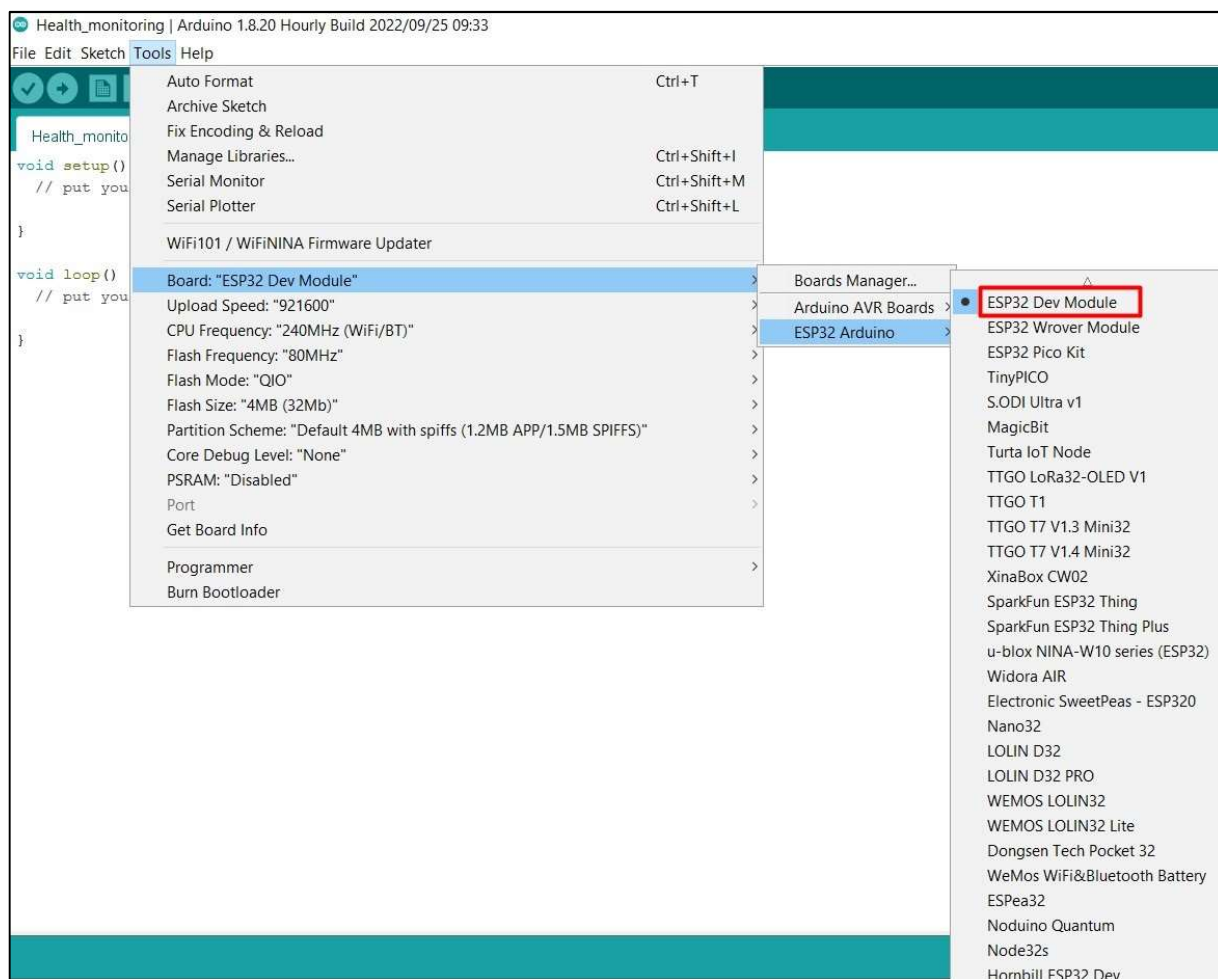 Health_monitoring | Arduino 1.8.20 Hourly Build 2022/09/25 09:33
File Edit Sketch Tools Help
Health_monito
void setup()
// put you
}
void loop()
// put you
}
Auto Format Ctrl+T
Archive Sketch
Fix Encoding & Reload
Manage Libraries... Ctrl+Shift+I
Serial Monitor Ctrl+Shift+M
Serial Plotter Ctrl+Shift+L
WiFi101 / WiFiNINA Firmware Updater
Board: "ESP32 Dev Module"
Upload Speed: "921600"
CPU Frequency: "240MHz (WiFi/BT)"
Flash Frequency: "80MHz"
Flash Mode: "QIO"
Flash Size: "4MB (32Mb)"
Partition Scheme: "Default 4MB with spiffs (1.2MB APP/1.5MB SPIFFS)"
Core Debug Level: "None"
PSRAM: "Disabled"
Port
Get Board Info
Programmer
Burn Bootloader
Boards Manager...
Arduino AVR Boards
ESP32 Arduino
ESP32 Dev Module
ESP32 Wrover Module
ESP32 Pico Kit
TinyPICO
S.ODI Ultra v1
MagicBit
Turta IoT Node
TTGO LoRa32-OLED V1
TTGO T1
TTGO T7 V1.3 Mini32
TTGO T7 V1.4 Mini32
XinaBox CW02
SparkFun ESP32 Thing
SparkFun ESP32 Thing Plus
u-blox NINA-W10 series (ESP32)
Widora AIR
Electronic SweetPeas - ESP320
Nano32
LOLIN D32
LOLIN D32 PRO
WEMOS LOLIN32
WEMOS LOLIN32 Lite
Dongsen Tech Pocket 32
WeMos WiFi&Bluetooth Battery
ESPea32
Noduino Quantum
Node32s
Hornbill ESP32 Dev